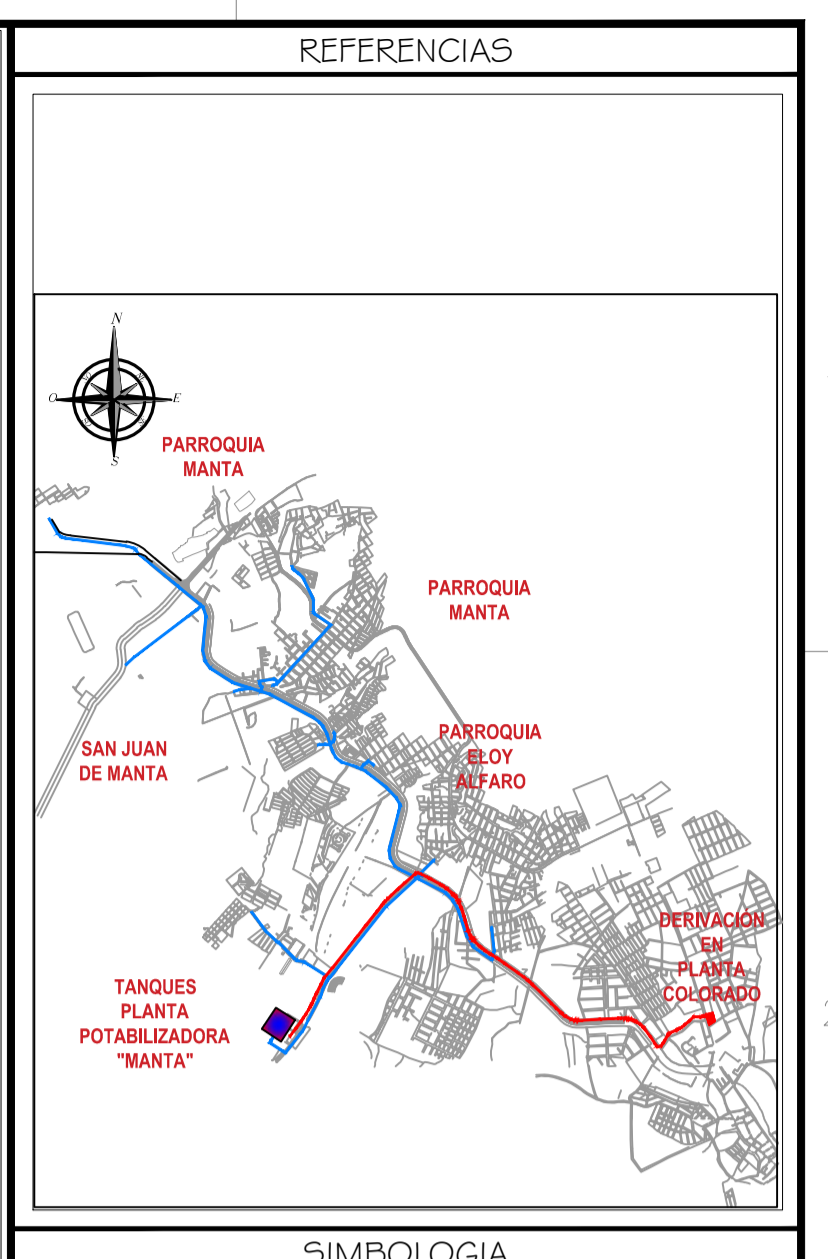 REFERENCIAS
N
O
E
S
PARROQUIA
MANTA
PARROQUIA
MANTA
PARROQUIA
ELOY
ALFARO
SAN JUAN
DE MANTA
DERIVACIÓN
EN
PLANTA
COLORADO
TANQUES
PLANTA
POTABILIZADORA
"MANTA"
SIMBOLOGIA